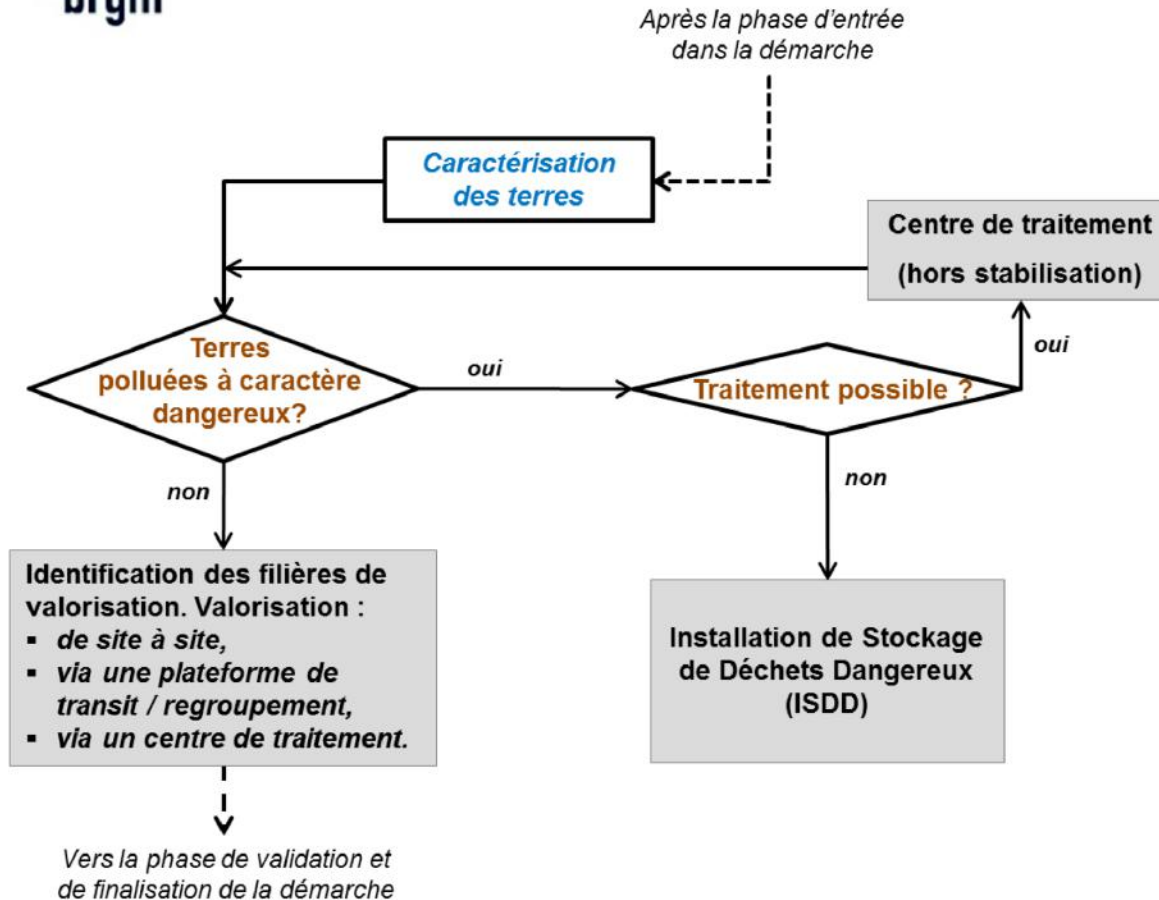 brgm
Après la phase d'entrée
dans la démarche
Caractérisation
des terres
Centre de traitement
(hors stabilisation)
Terres
polluées à caractère
dangereux?
oui
Traitement possible ?
oui
non
non
Identification des filières de
valorisation. Valorisation :
▪ de site à site,
▪ via une plateforme de
transit / regroupement,
▪ via un centre de traitement.
Installation de Stockage
de Déchets Dangereux
(ISDD)
Vers la phase de validation et
de finalisation de la démarche